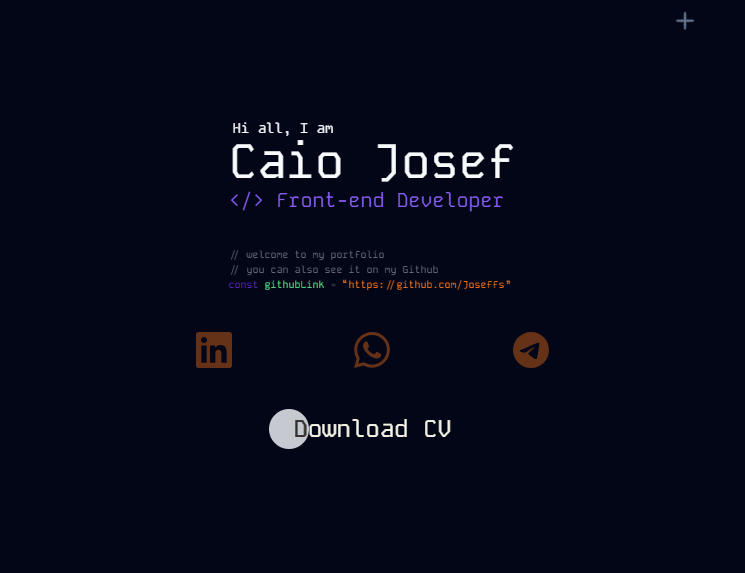 Hi all, I am
Caio Josef
</> Front-end Developer
// welcome to my portfolio
// you can also see it on my Github
const githubLink = “https://github.com/Joseffs”
in
Download CV